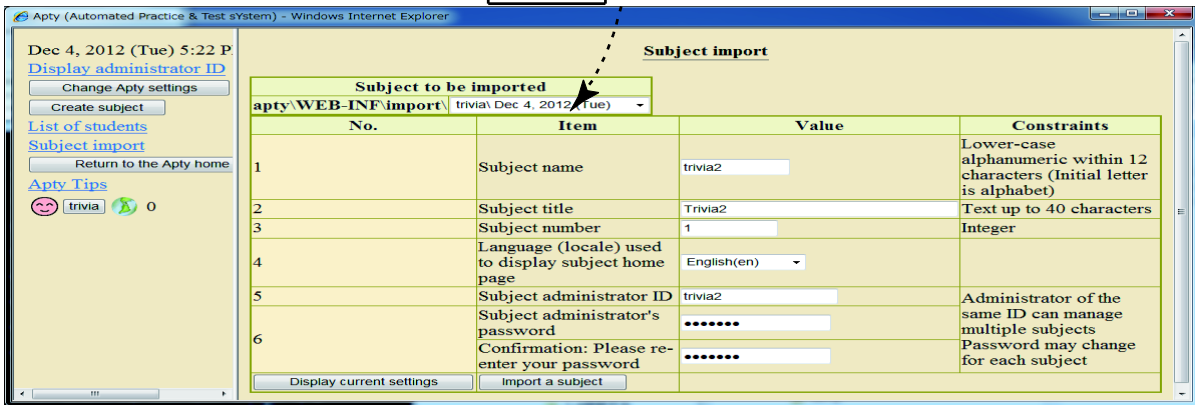 Apty (Automated Practice & Test sYstem) - Windows Internet Explorer
Dec 4, 2012 (Tue) 5:22 P
Display administrator ID
Change Apty settings
Create subject
List of students
Subject import
Return to the Apty home
Apty Tips
trivia 0
Subject import
Subject to be imported
apty\WEB-INF\import\ trivia\ Dec 4, 2012 (Tue)
No. Item Value Constraints
1 Subject name trivia2 Lower-case
alphanumeric within 12
characters (Initial letter
is alphabet)
2 Subject title Trivia2 Text up to 40 characters
3 Subject number 1 Integer
4 Language (locale) used
to display subject home
page English(en)
5 Subject administrator ID trivia2
6 Subject administrator's
password •••••••
Confirmation: Please re-
enter your password •••••••
Administrator of the
same ID can manage
multiple subjects
Password may change
for each subject
Display current settings Import a subject